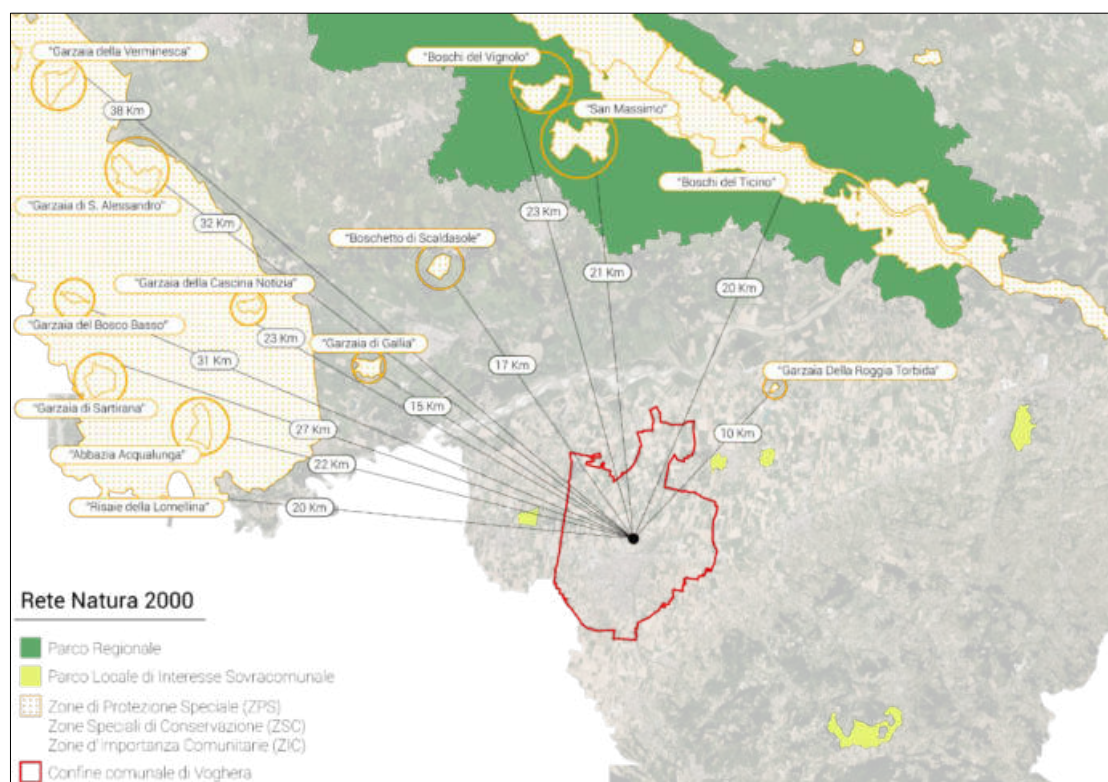 "Garzaia della Verminesca"
"Boschi del Vignolo"
38 Km
"San Massimo"
"Boschi del Ticino"
"Garzaia di S. Alessandro"
23 Km
32 Km
"Boschetto di Scaldasole"
21 Km
"Garzaia della Cascina Notizia"
20 Km
"Garzaia del Bosco Basso"
23 Km
"Garzaia di Gallia"
31 Km
17 Km
"Garzaia Della Roggia Torbida"
"Garzaia di Sartirana"
15 Km
27 Km
10 Km
"Abbazia Acqualunga"
22 Km
"Risaie della Lomellina"
20 Km
Rete Natura 2000
Parco Regionale
Parco Locale di Interesse Sovracomunale
Zone di Protezione Speciale (ZPS)
Zone Speciali di Conservazione (ZSC)
Zone d'Importanza Comunitarie (ZIC)
Confine comunale di Voghera